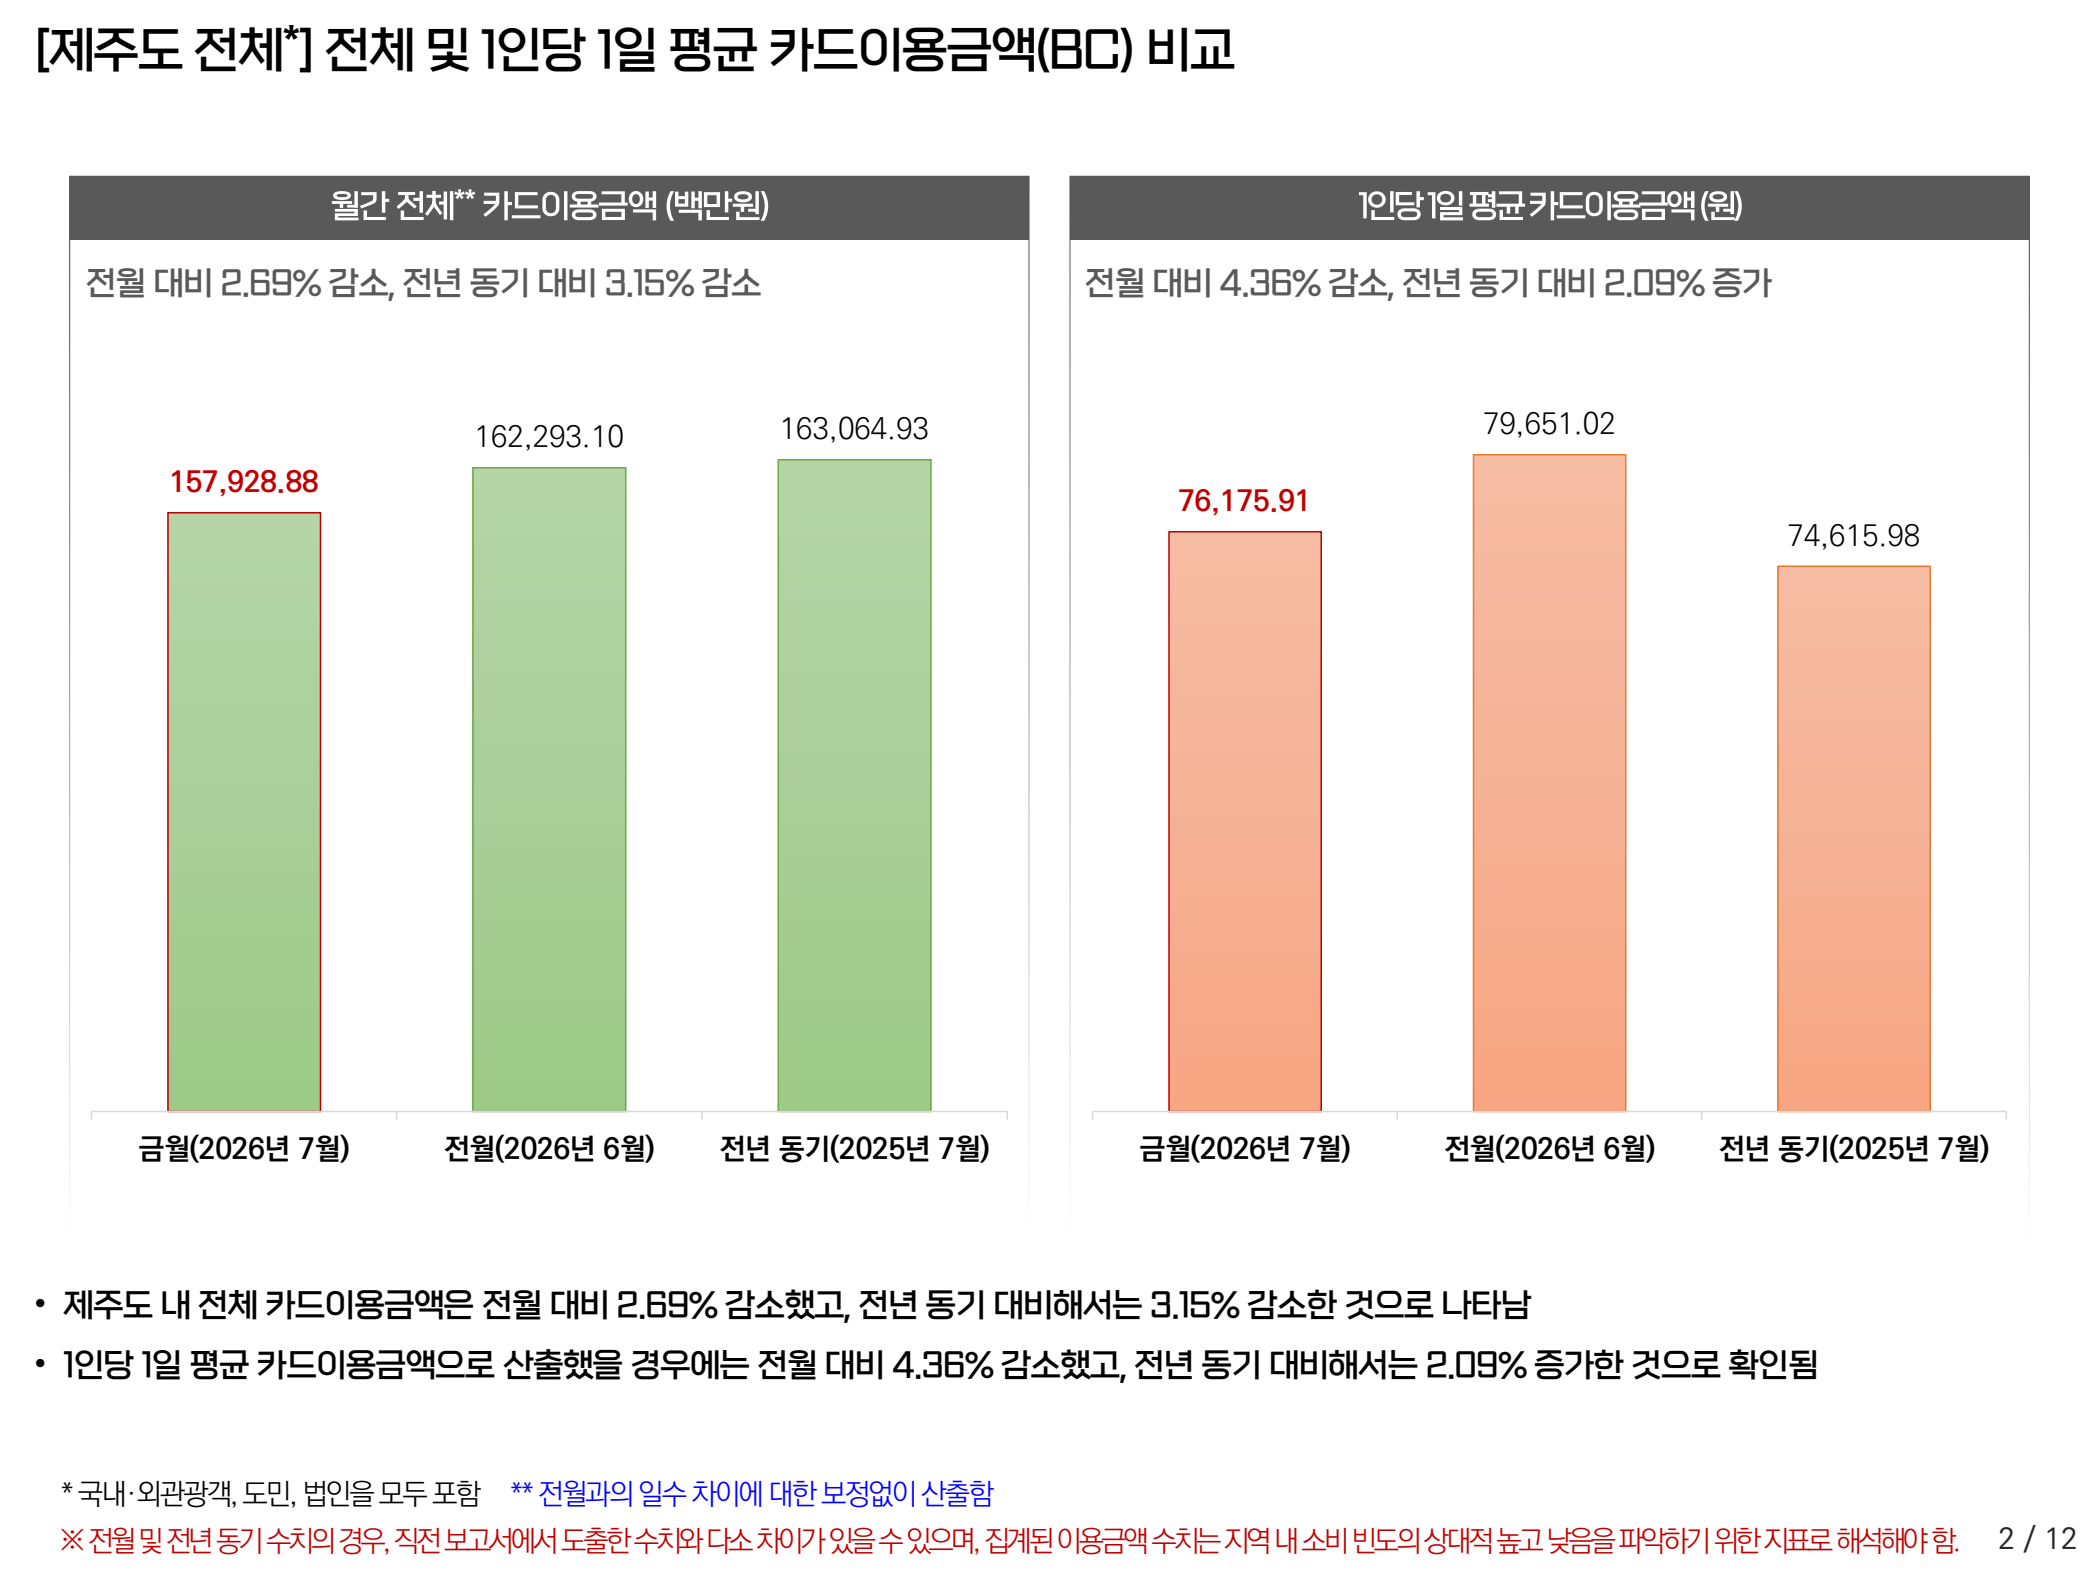 [제주도 전체*] 전체 및 1인당 1일 평균 카드이용금액(BC) 비교
월간 전체** 카드이용금액 (백만원)
전월 대비 2.69% 감소, 전년 동기 대비 3.15% 감소
157,928.88
162,293.10
163,064.93
금월(2026년 7월)
전월(2026년 6월)
전년 동기(2025년 7월)
1인당 1일 평균 카드이용금액 (원)
전월 대비 4.36% 감소, 전년 동기 대비 2.09% 증가
76,175.91
79,651.02
74,615.98
금월(2026년 7월)
전월(2026년 6월)
전년 동기(2025년 7월)
• 제주도 내 전체 카드이용금액은 전월 대비 2.69% 감소했고, 전년 동기 대비해서는 3.15% 감소한 것으로 나타남
• 1인당 1일 평균 카드이용금액으로 산출했을 경우에는 전월 대비 4.36% 감소했고, 전년 동기 대비해서는 2.09% 증가한 것으로 확인됨
* 국내·외관광객, 도민, 법인을 모두 포함 ** 전월과의 일수 차이에 대한 보정없이 산출함
※ 전월 및 전년 동기 수치의 경우, 직전 보고서에서 도출한 수치와 다소 차이가 있을 수 있으며, 집계된 이용금액 수치는 지역 내 소비 빈도의 상대적 높고 낮음을 파악하기 위한 지표로 해석해야 함.
2 / 12